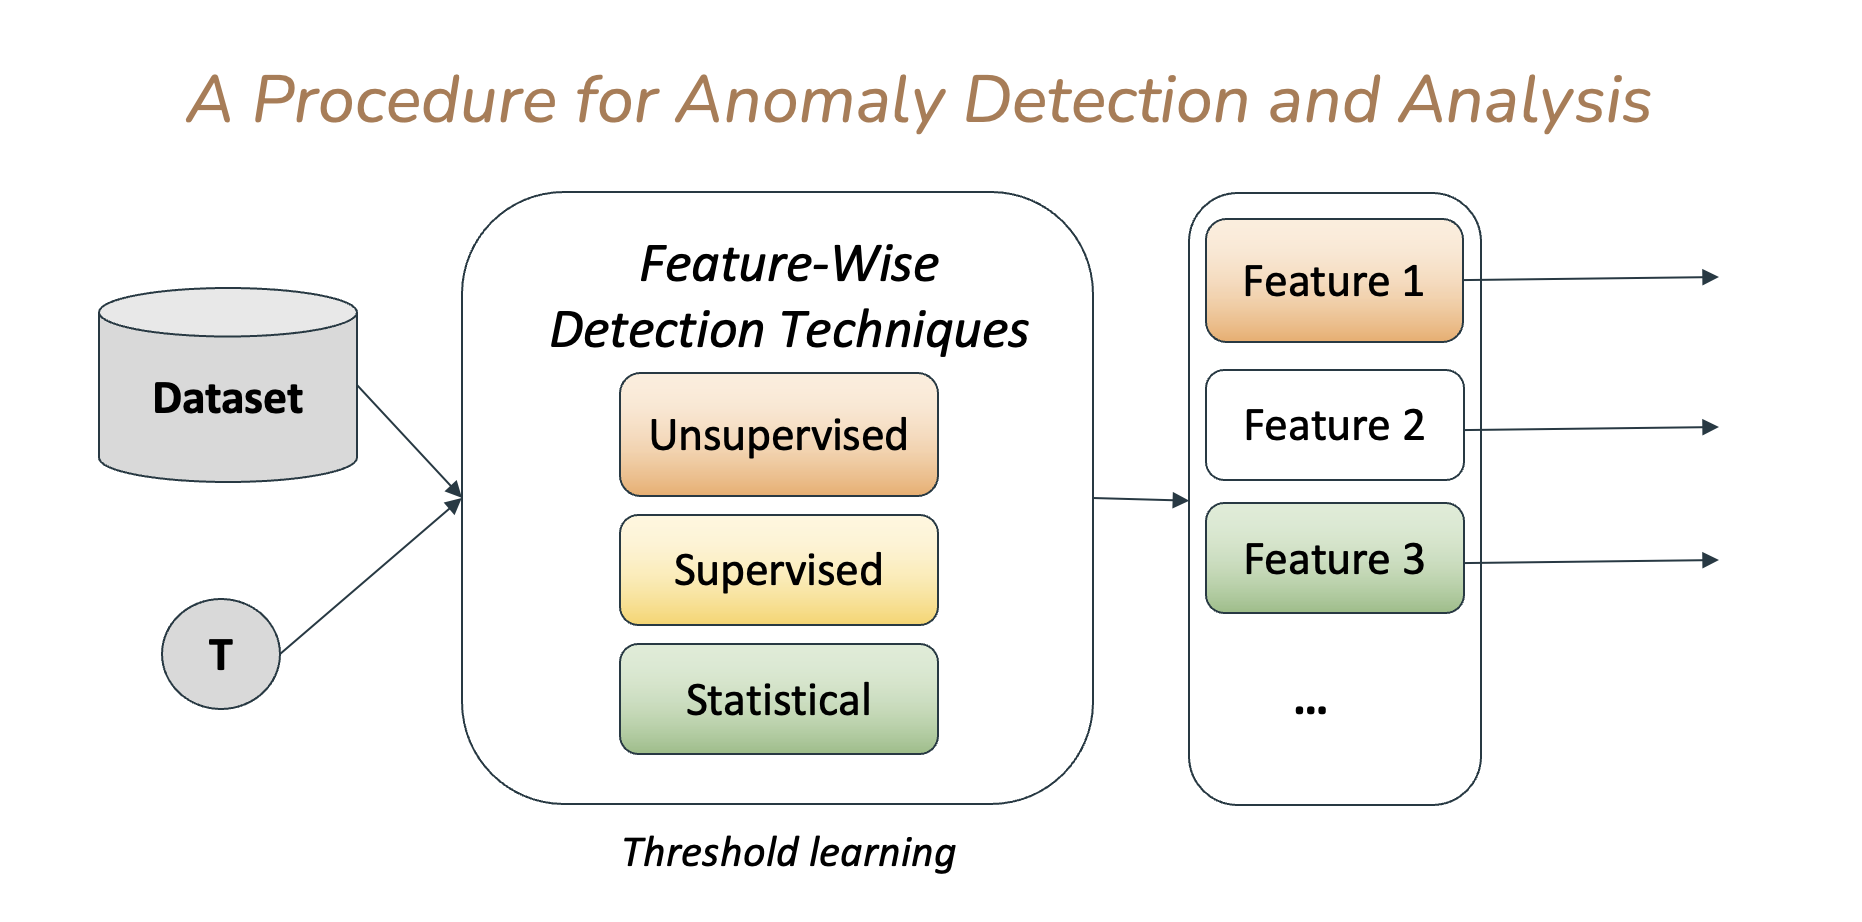 A Procedure for Anomaly Detection and Analysis
Dataset
T
Feature-Wise
Detection Techniques
Unsupervised
Supervised
Statistical
Threshold learning
Feature 1
Feature 2
Feature 3
...